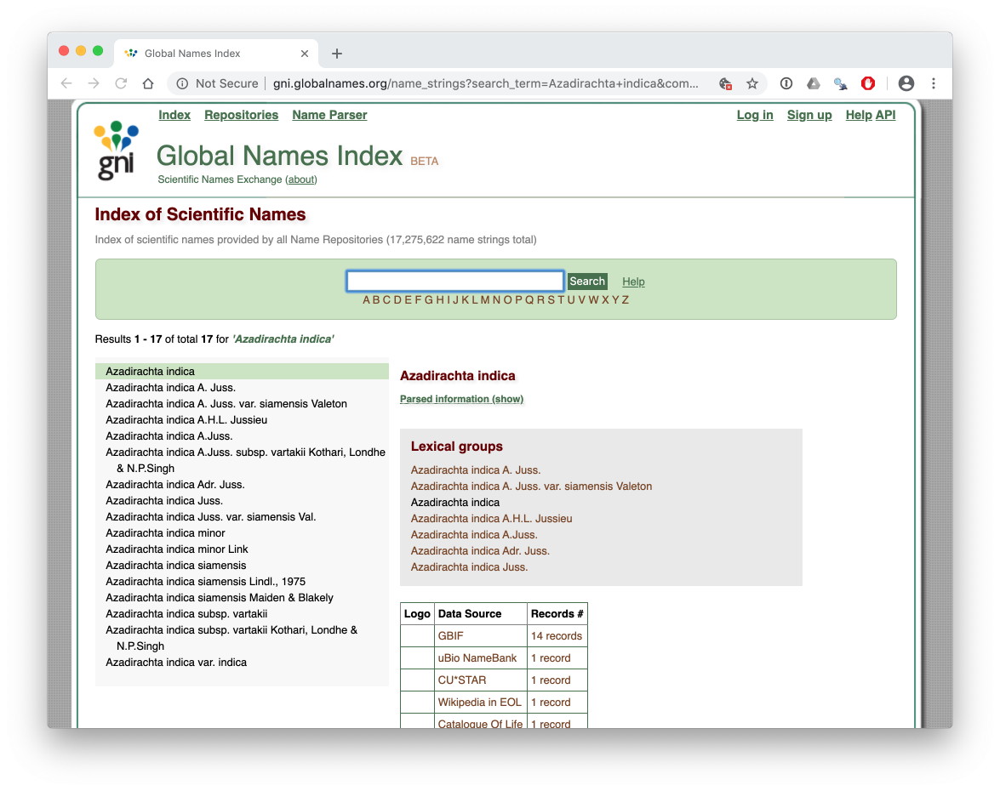 Global Names Index
Not Secure | gni.globalnames.org/name_strings?search_term=Azadirachta+indica&com...
Index Repositories Name Parser Log in Sign up Help API
gni
Global Names Index BETA
Scientific Names Exchange (about)
Index of Scientific Names
Index of scientific names provided by all Name Repositories (17,275,622 name strings total)
Search Help
A B C D E F G H I J K L M N O P Q R S T U V W X Y Z
Results 1 - 17 of total 17 for 'Azadirachta indica'
Azadirachta indica
Azadirachta indica A. Juss.
Azadirachta indica A. Juss. var. siamensis Valeton
Azadirachta indica A.H.L. Jussieu
Azadirachta indica A.Juss.
Azadirachta indica A.Juss. subsp. vartakii Kothari, Londhe
& N.P.Singh
Azadirachta indica Adr. Juss.
Azadirachta indica Juss.
Azadirachta indica Juss. var. siamensis Val.
Azadirachta indica minor
Azadirachta indica minor Link
Azadirachta indica siamensis
Azadirachta indica siamensis Lindl., 1975
Azadirachta indica siamensis Maiden & Blakely
Azadirachta indica subsp. vartakii
Azadirachta indica subsp. vartakii Kothari, Londhe &
N.P.Singh
Azadirachta indica var. indica
Azadirachta indica
Parsed information (show)
Lexical groups
Azadirachta indica A. Juss.
Azadirachta indica A. Juss. var. siamensis Valeton
Azadirachta indica
Azadirachta indica A.H.L. Jussieu
Azadirachta indica A.Juss.
Azadirachta indica Adr. Juss.
Azadirachta indica Juss.
Logo Data Source Records #
GBIF 14 records
uBio NameBank 1 record
CU*STAR 1 record
Wikipedia in EOL 1 record
Catalogue Of Life 1 record